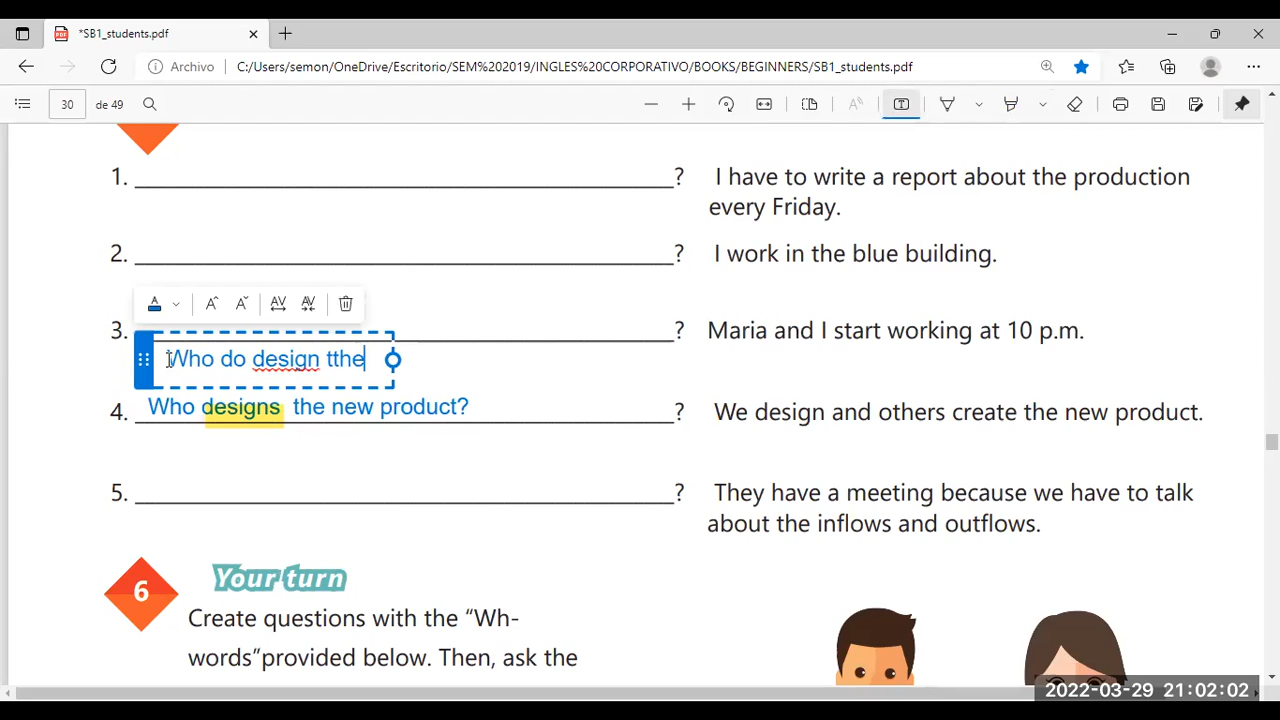 *SB1_students.pdf
Archivo C:/Users/semon/OneDrive/Escritorio/SEM%202019/INGLES%20CORPORATIVO/BOOKS/BEGINNERS/SB1_students.pdf
30 de 49
1. ? I have to write a report about the production
every Friday.
2. ? I work in the blue building.
3. ? Maria and I start working at 10 p.m.
Who do design tthe
4. Who designs the new product? ? We design and others create the new product.
5. ? They have a meeting because we have to talk
about the inflows and outflows.
6 Your turn
Create questions with the “Wh-
words”provided below. Then, ask the
2022-03-29 21:02:02